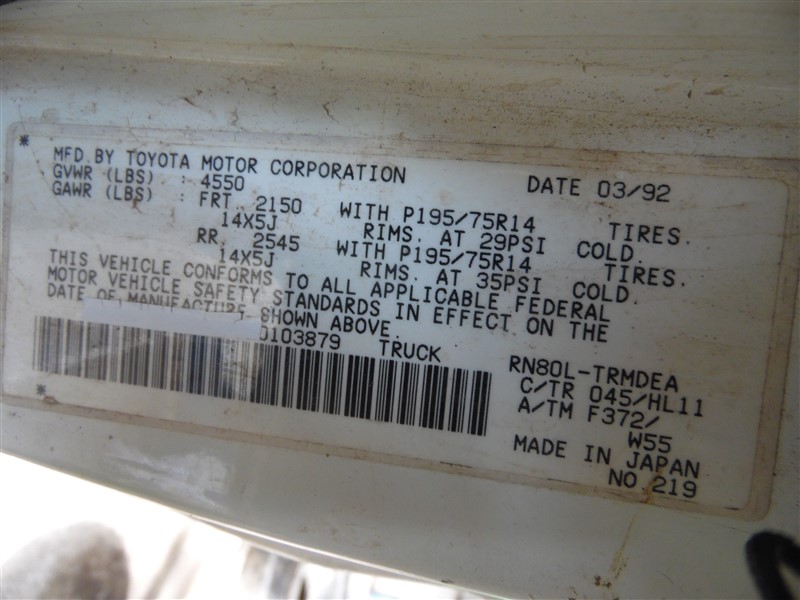 MFD. BY TOYOTA MOTOR CORPORATION DATE 03/92
GVWR (LBS) : 4550
GAWR (LBS) : FRT. 2150 WITH P195/75R14 TIRES.
14X5J RIMS. AT 29PSI COLD.
RR. 2545 WITH P195/75R14 TIRES.
14X5J RIMS. AT 35PSI COLD.
THIS VEHICLE CONFORMS TO ALL APPLICABLE FEDERAL
MOTOR VEHICLE SAFETY STANDARDS IN EFFECT ON THE
DATE OF MANUFACTURE SHOWN ABOVE.
0103879 TRUCK
RN80L-TRMDEA
C/TR 045/HL11
A/TM F372/
W55
MADE IN JAPAN
NO.219